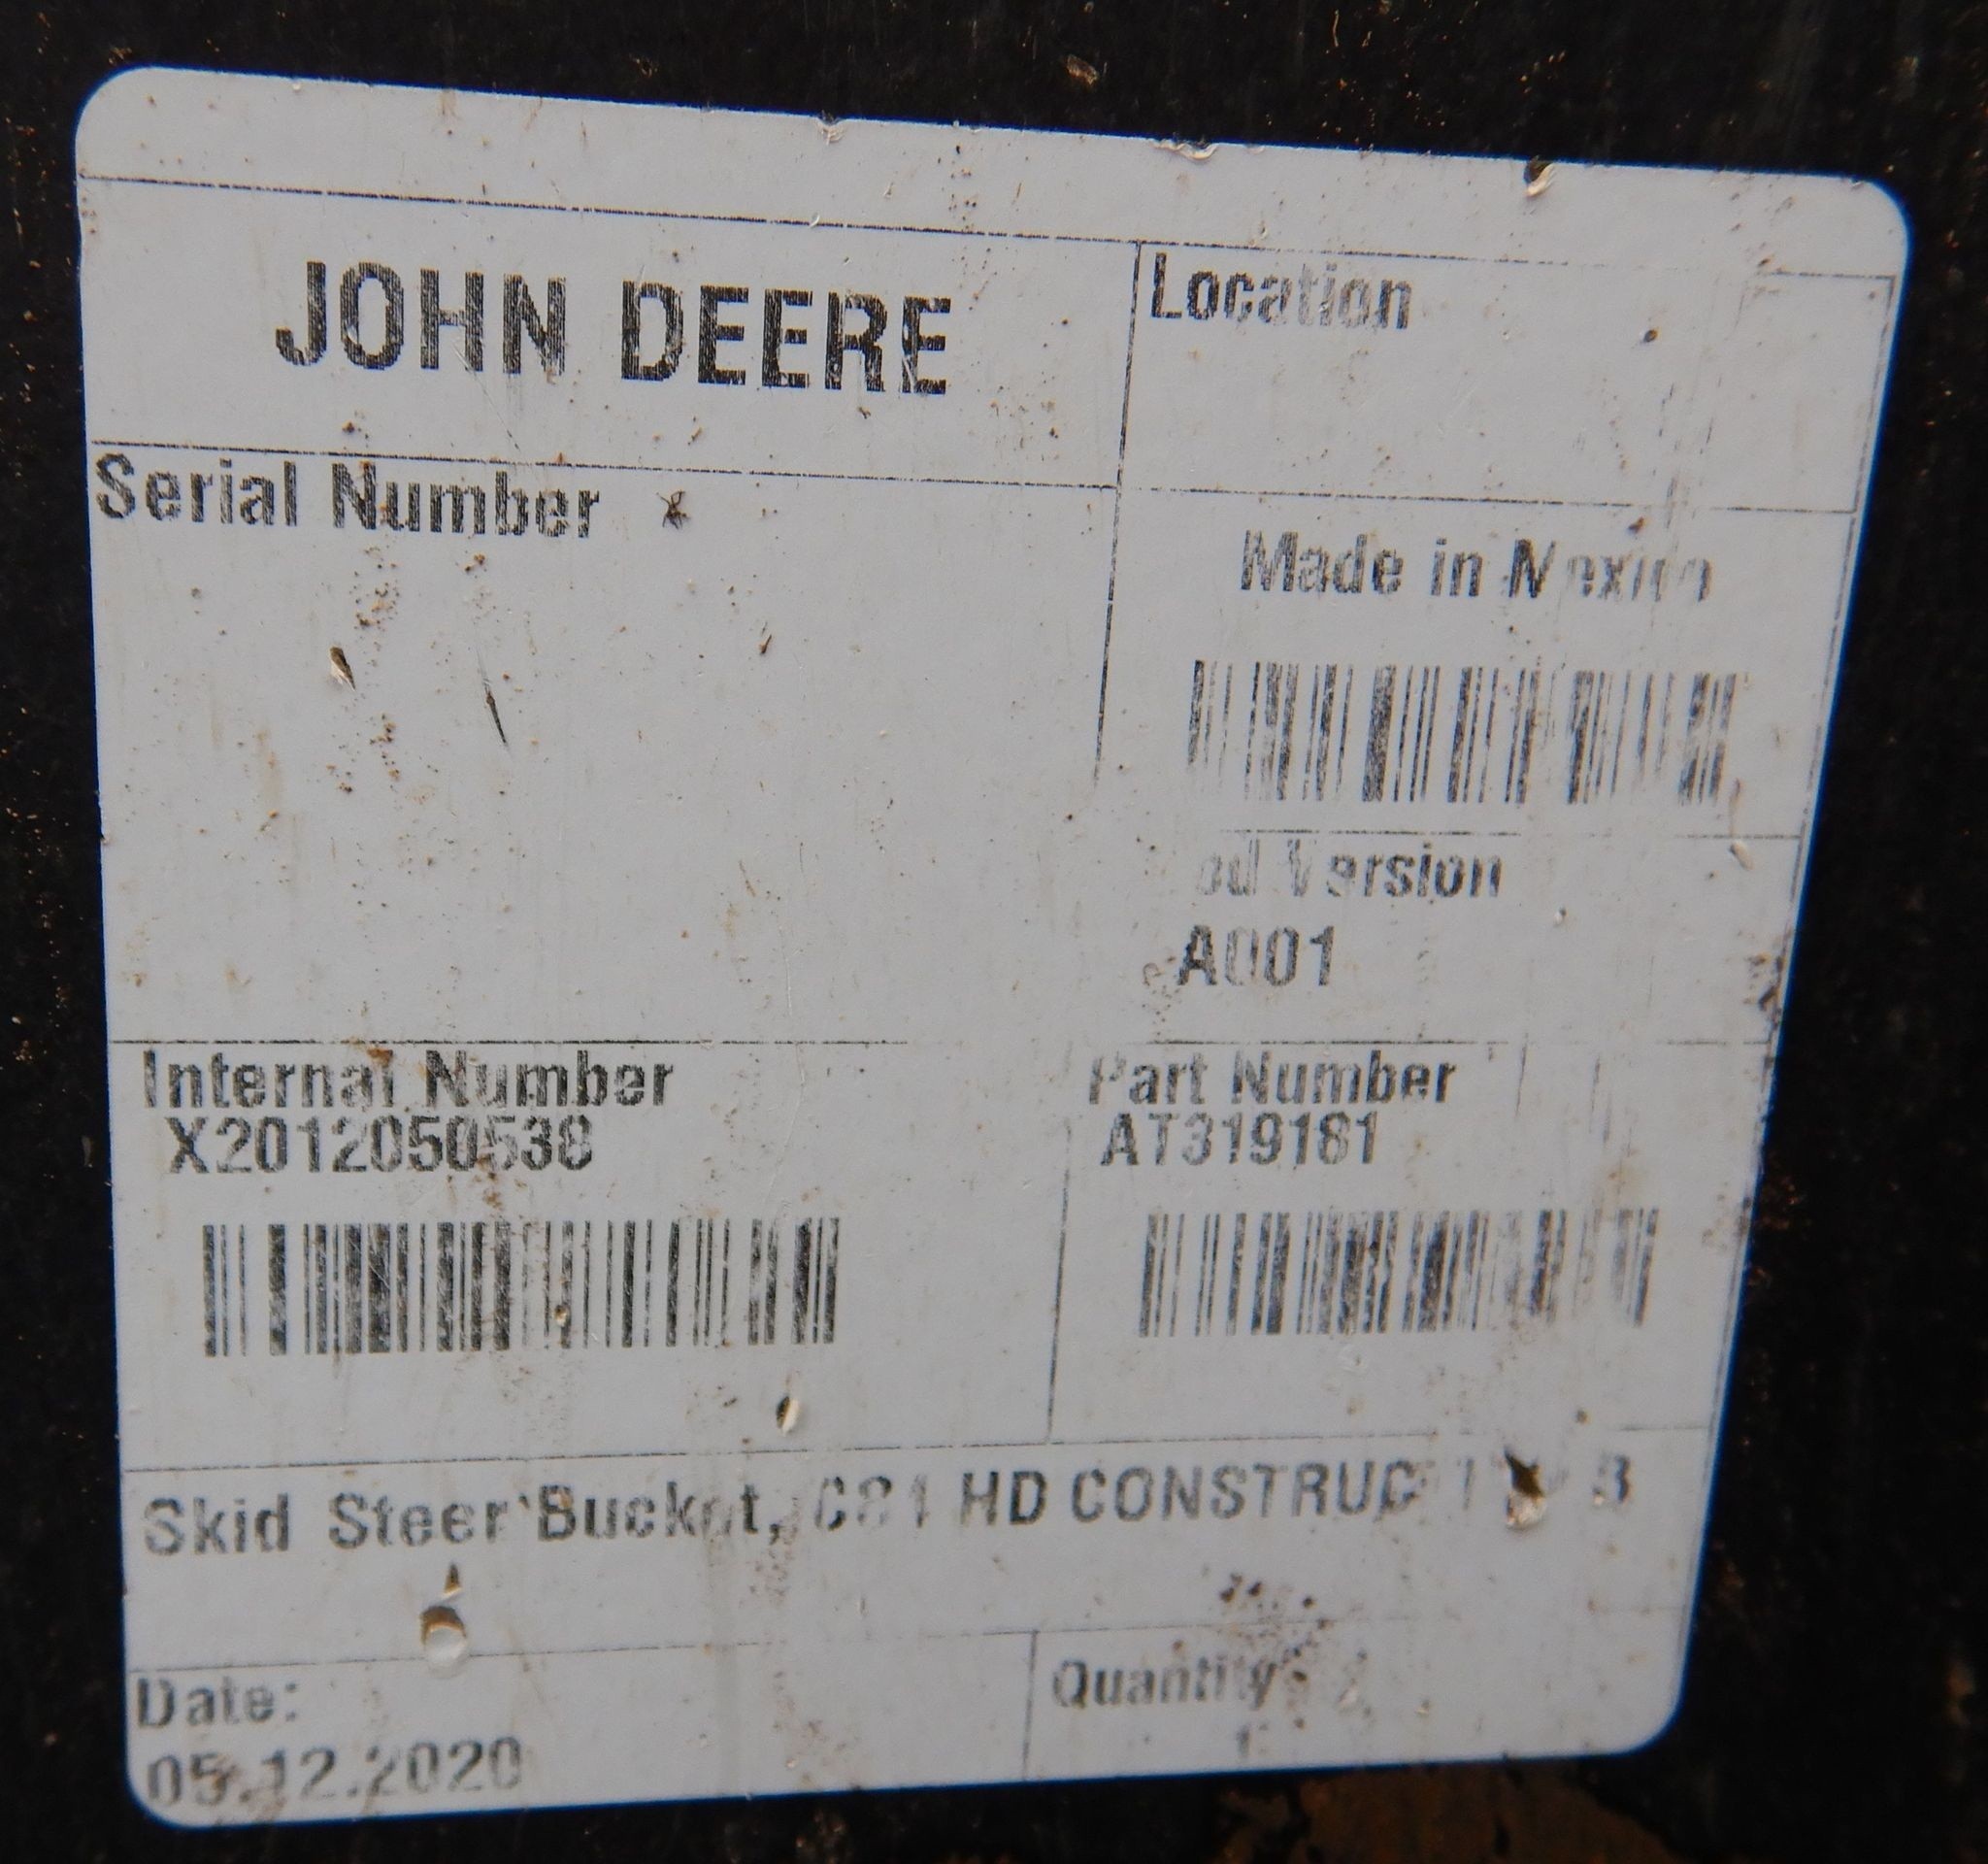 JOHN DEERE
Location
Serial Number
Made in Mexico
Version
A001
Internal Number
X2012050538
Part Number
AT319181
Skid Steer Bucket, HD
Date:
05.12.2020
Quantity
1